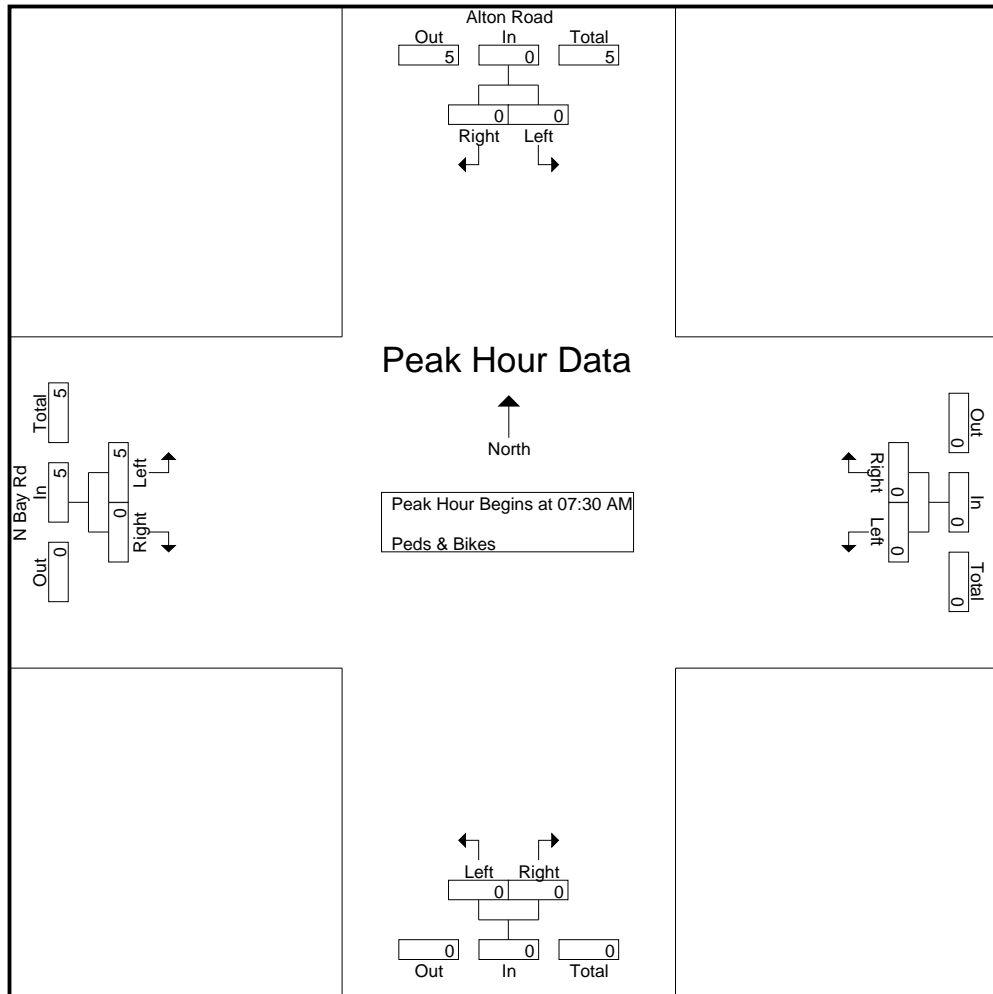 Alton Road
Out In Total
5 0 5
0 0
Right Left
Peak Hour Data
North
Peak Hour Begins at 07:30 AM
Peds & Bikes
N Bay Rd
Out In Total
0 5 5
5 0
Left Right
Out In Total
0 0 0
0 0
Right Left
Left Right
0 0
0 0 0
Out In Total